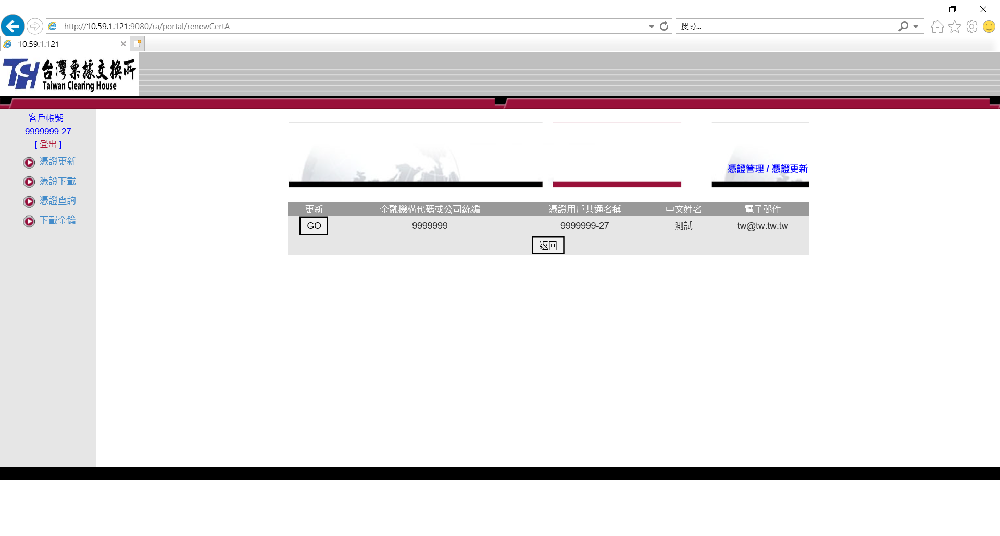 http://10.59.1.121:9080/ra/portal/renewCertA
搜尋...
10.59.1.121
TCH 台灣票據交換所
Taiwan Clearing House
客戶帳號 :
9999999-27
[ 登出 ]
憑證更新
憑證下載
憑證查詢
下載金鑰
憑證管理 / 憑證更新
更新 金融機構代碼或公司統編 憑證用戶共通名稱 中文姓名 電子郵件
GO 9999999 9999999-27 測試 tw@tw.tw.tw
返回